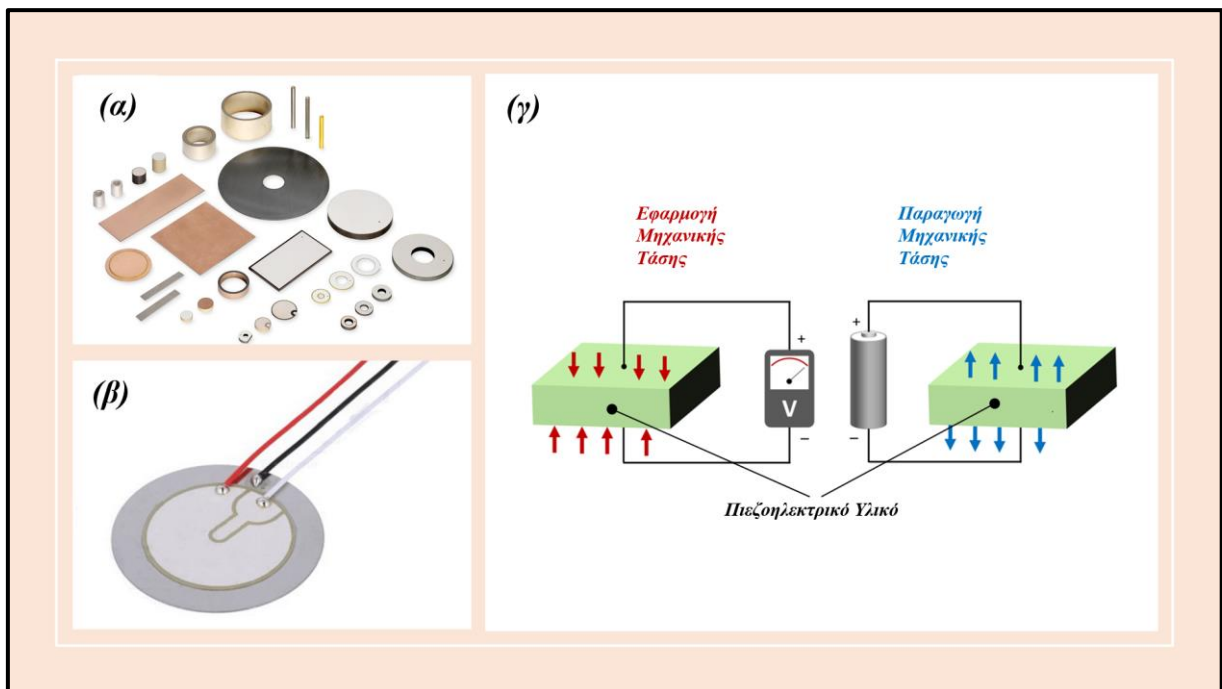 (α)
(β)
(γ)
Εφαρμογή
Μηχανικής
Τάσης
Παραγωγή
Μηχανικής
Τάσης
+
V
−
+
−
Πιεζοηλεκτρικό Υλικό